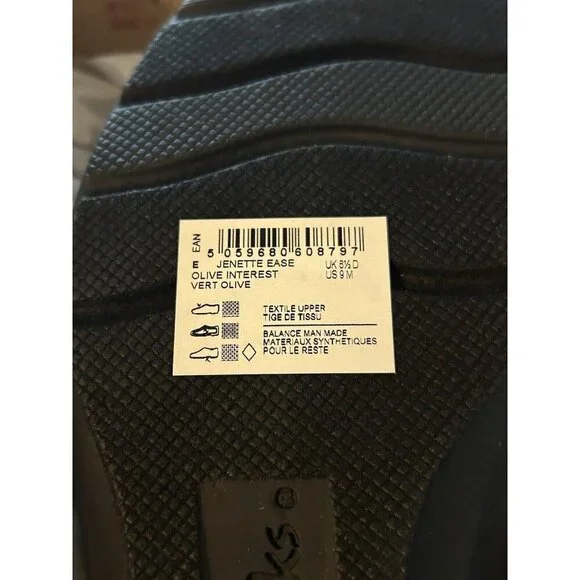 EAN
5 059680 608797
E JENETTE EASE UK 6½ D
OLIVE INTEREST US 9 M
VERT OLIVE
TEXTILE UPPER
TIGE DE TISSU
BALANCE MAN MADE
MATERIAUX SYNTHETIQUES
POUR LE RESTE
ks®